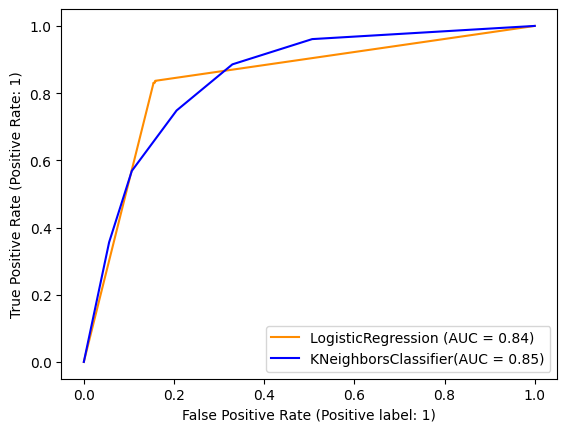 1.0
0.8
0.6
0.4
0.2
0.0
True Positive Rate (Positive Rate: 1)
LogisticRegression (AUC = 0.84)
KNeighborsClassifier(AUC = 0.85)
0.0 0.2 0.4 0.6 0.8 1.0
False Positive Rate (Positive label: 1)